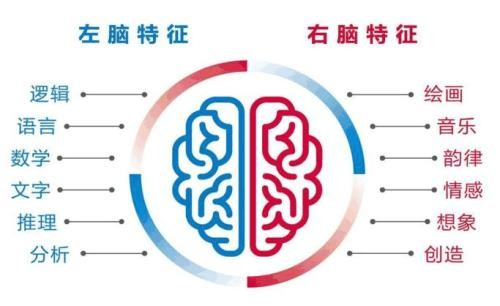 左脑特征
右脑特征
逻辑
语言
数学
文字
推理
分析
绘画
音乐
韵律
情感
想象
创造